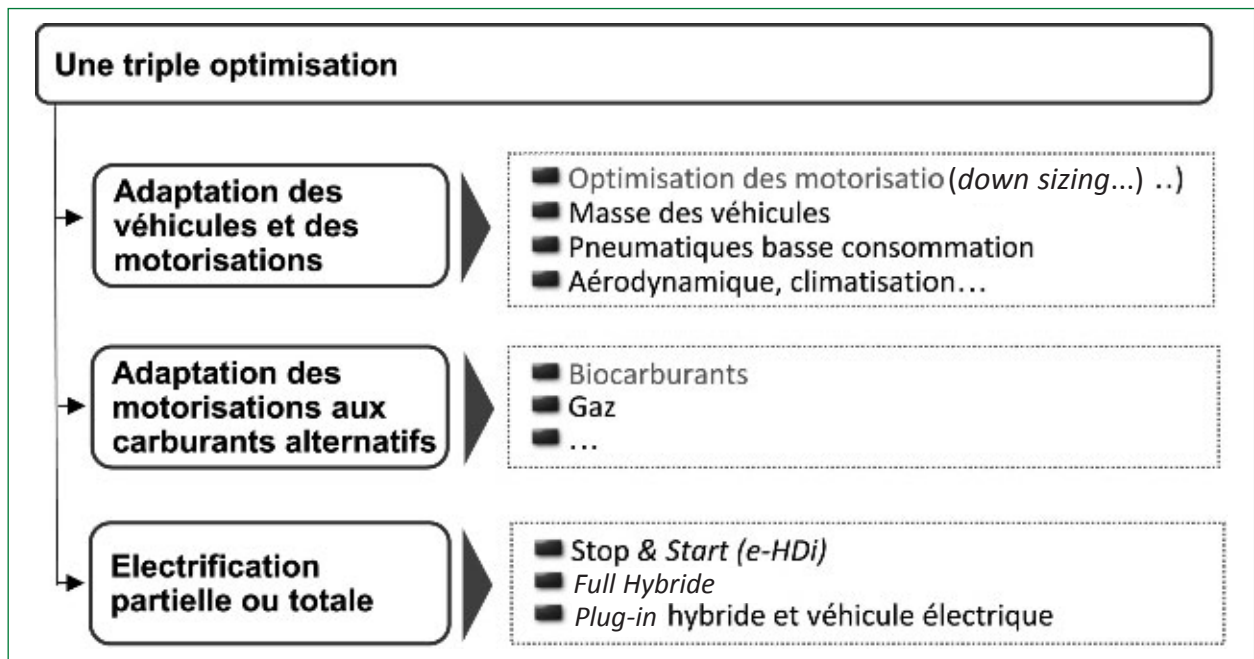 Une triple optimisation
Adaptation des
véhicules et des
motorisations
Optimisation des motorisatio (down sizing...) ..)
Masse des véhicules
Pneumatiques basse consommation
Aérodynamique, climatisation...
Adaptation des
motorisations aux
carburants alternatifs
Biocarburants
Gaz
...
Electrification
partielle ou totale
Stop & Start (e-HDi)
Full Hybride
Plug-in hybride et véhicule électrique